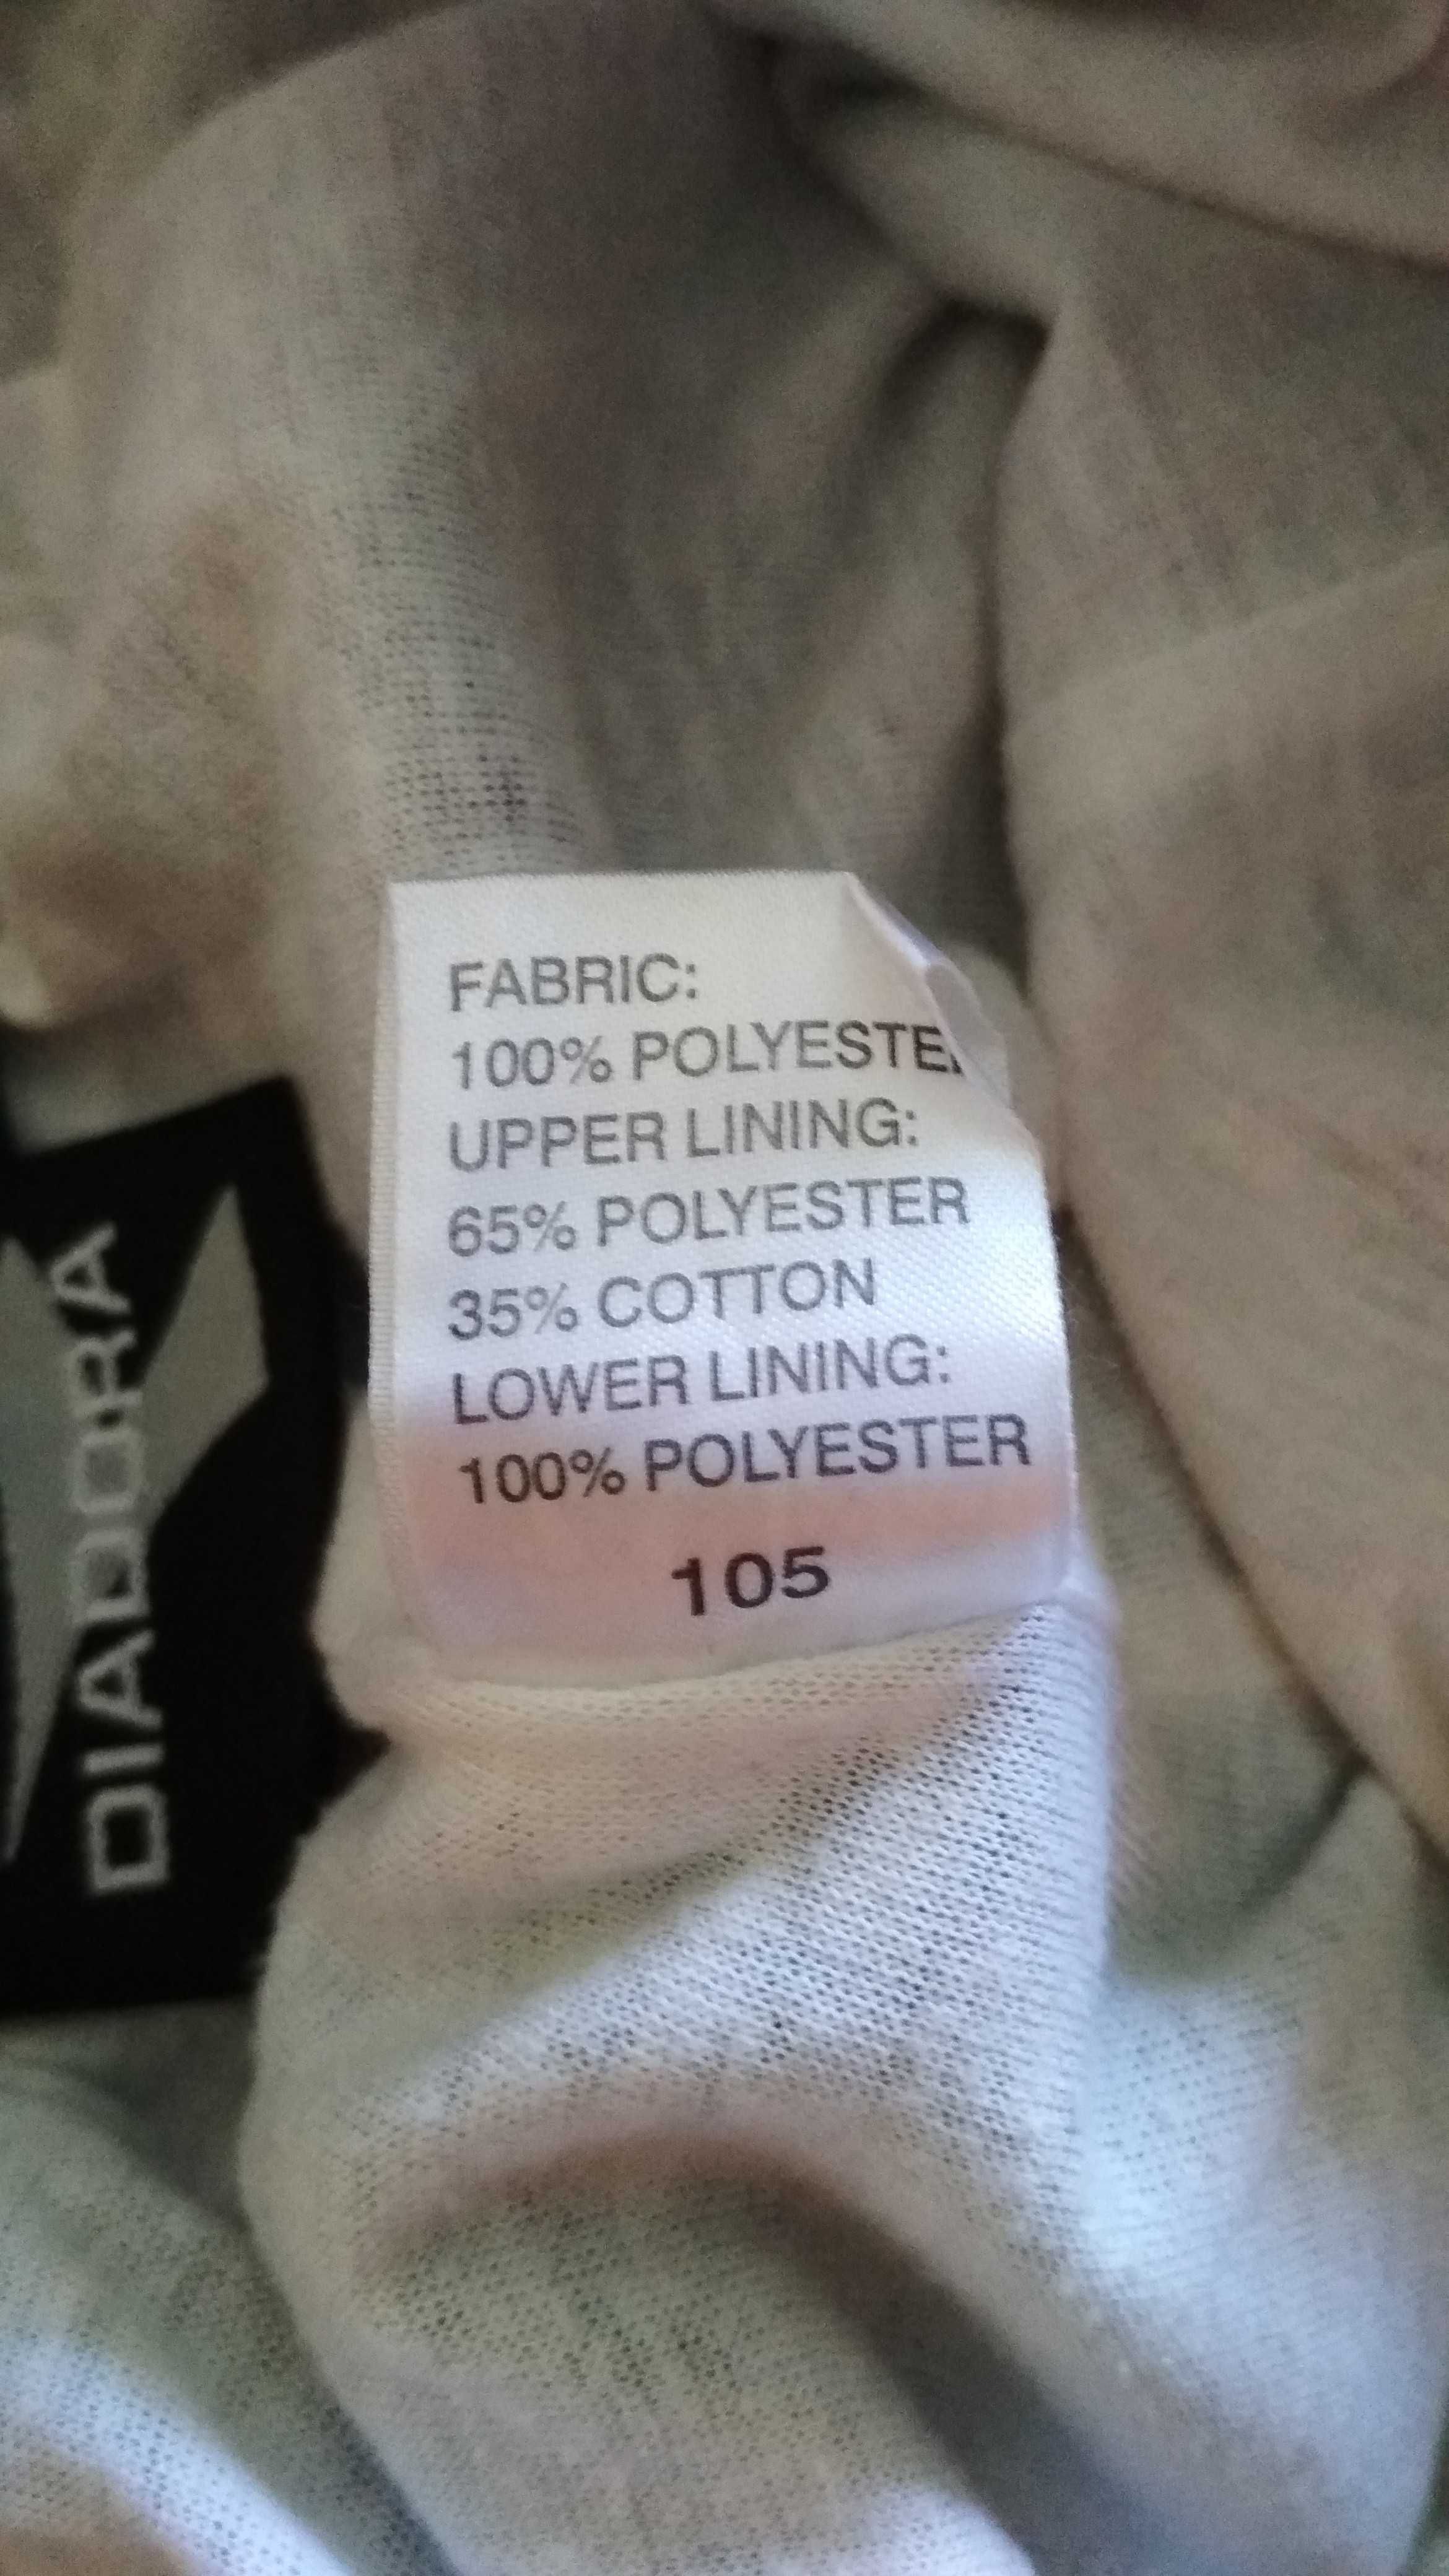 FABRIC:
100% POLYESTE
UPPER LINING:
65% POLYESTER
35% COTTON
LOWER LINING:
100% POLYESTER
105
DIADORA